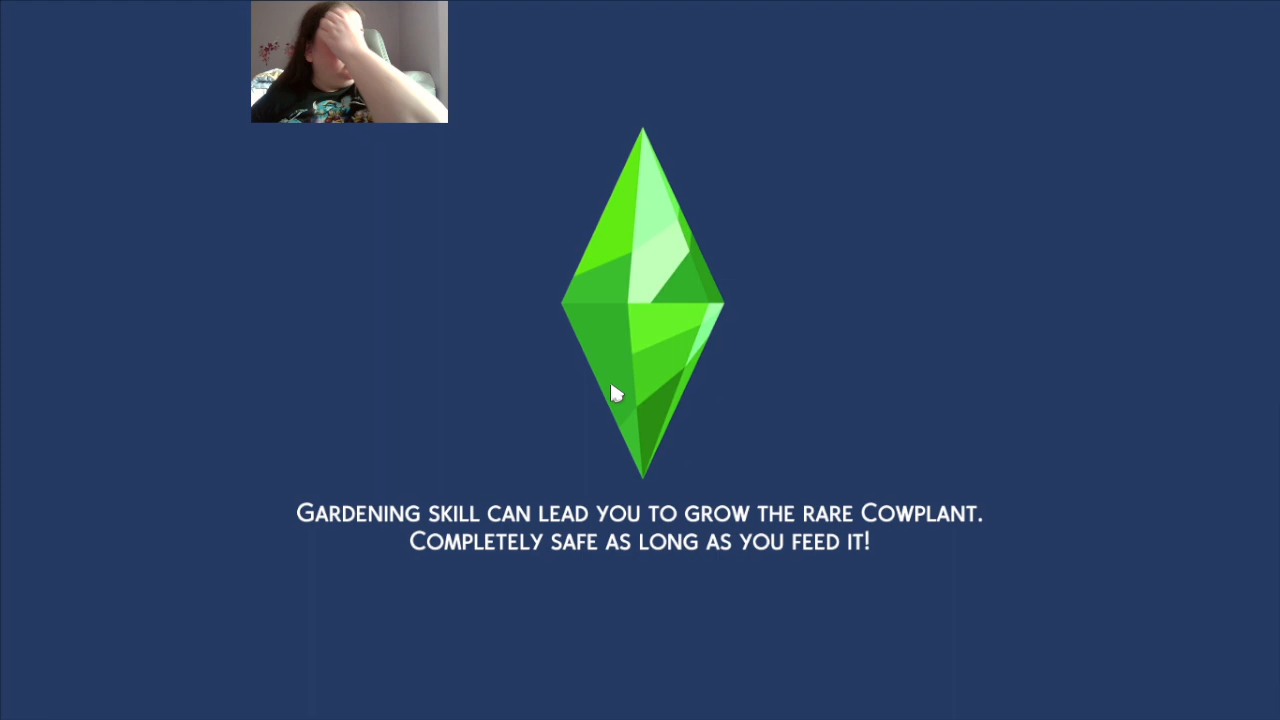 Gardening skill can lead you to grow the rare Cowplant.
Completely safe as long as you feed it!